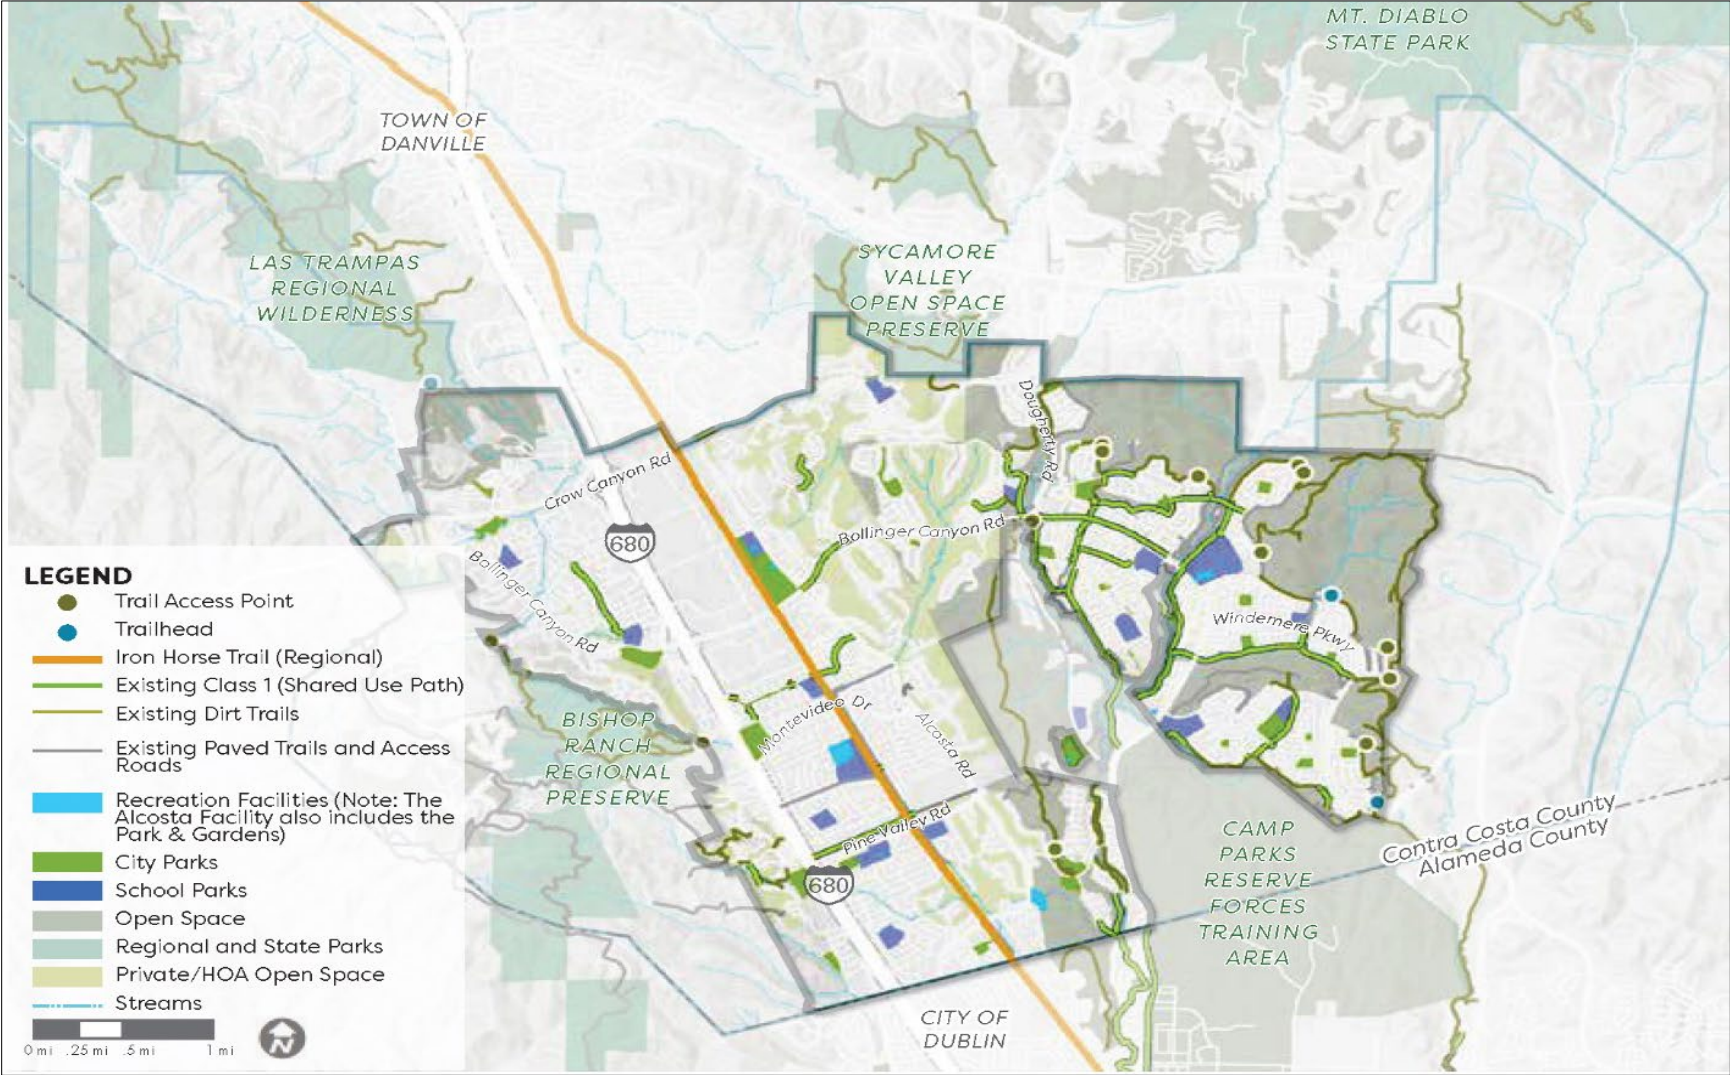 MT. DIABLO
STATE PARK
TOWN OF
DANVILLE
LAS TRAMPAS
REGIONAL
WILDERNESS
SYCAMORE
VALLEY
OPEN SPACE
PRESERVE
Dougherty Rd
Crow Canyon Rd
680
Bollinger Canyon Rd
Bollinger Canyon Rd
Windemere Pkwy
BISHOP
RANCH
REGIONAL
PRESERVE
Montevideo Dr
Alcosta Rd
Pine Valley Rd
680
CAMP
PARKS
RESERVE
FORCES
TRAINING
AREA
Contra Costa County
Alameda County
CITY OF
DUBLIN
LEGEND
Trail Access Point
Trailhead
Iron Horse Trail (Regional)
Existing Class 1 (Shared Use Path)
Existing Dirt Trails
Existing Paved Trails and Access
Roads
Recreation Facilities (Note: The
Alcosta Facility also includes the
Park & Gardens)
City Parks
School Parks
Open Space
Regional and State Parks
Private/HOA Open Space
Streams
0 mi .25 mi .5 mi 1 mi
N